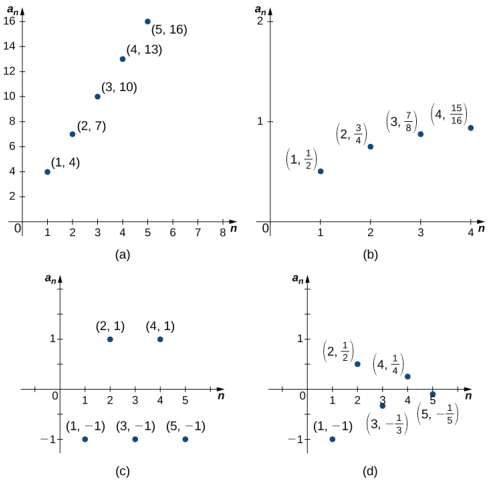 aₙ
16
(5, 16)
14
(4, 13)
12
(3, 10)
10
8
(2, 7)
6
(1, 4)
4
2
0 1 2 3 4 5 6 7 8 n
(a)
aₙ
2
1
(1, 1/2)
(2, 3/4)
(3, 7/8)
(4, 15/16)
0 1 2 3 4 n
(b)
aₙ
(2, 1) (4, 1)
1
0 1 2 3 4 5 n
(1, −1) (3, −1) (5, −1)
−1
(c)
aₙ
1
(2, 1/2)
(4, 1/4)
0 1 2 3 4 5 n
(1, −1)
(3, −1/3)
(5, −1/5)
−1
(d)